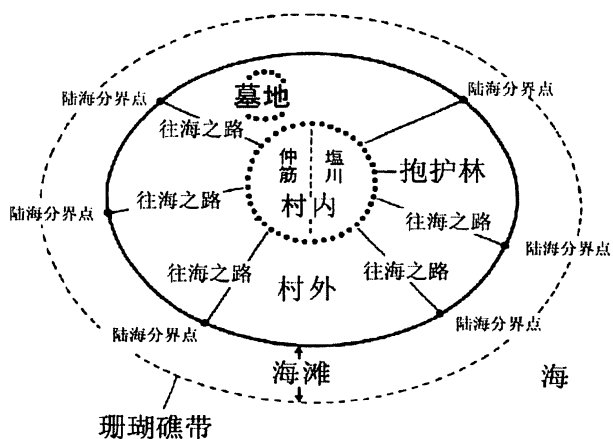 墓地
陆海分界点
陆海分界点
往海之路
仲筋
塩川
抱护林
往海之路
村内
陆海分界点
往海之路
陆海分界点
往海之路
往海之路
村外
陆海分界点
陆海分界点
海滩
海
珊瑚礁带